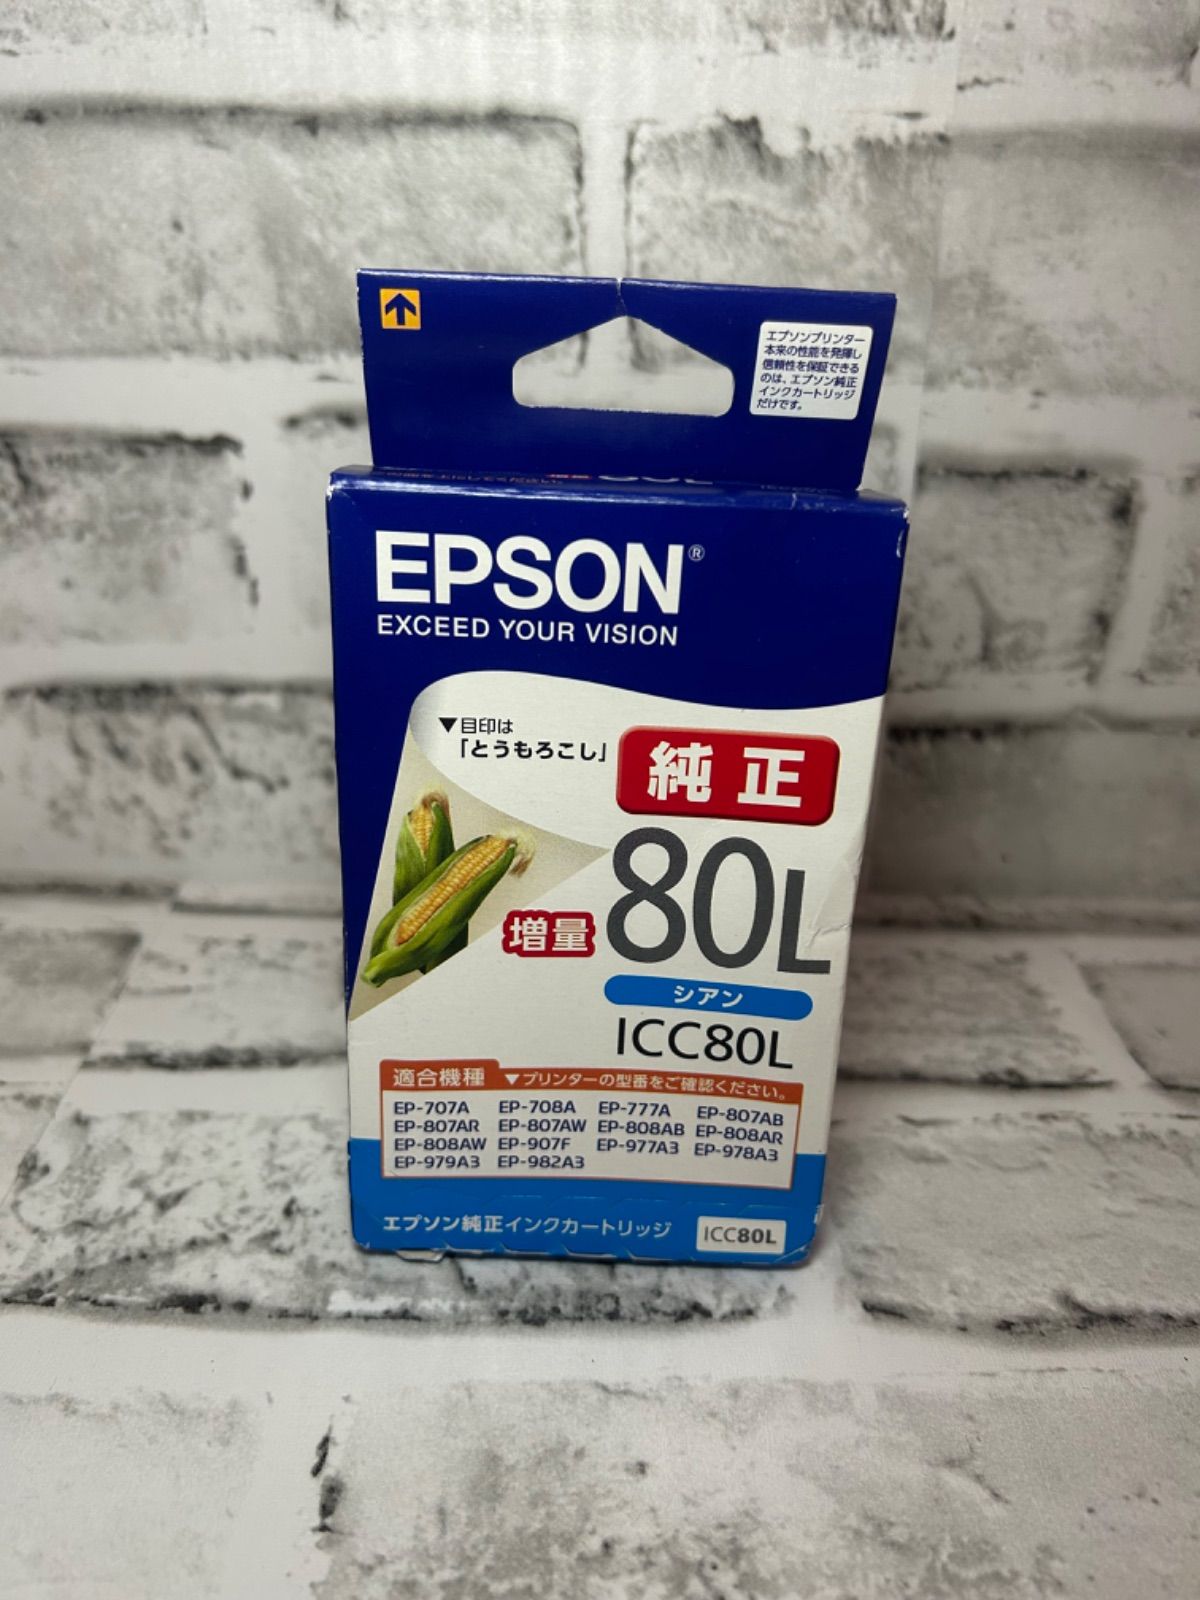 エプソンプリンター
本来の性能を発揮し
信頼性を保証できる
のは、エプソン純正
インクカートリッジ
だけです。
EPSON®
EXCEED YOUR VISION
▼目印は
「とうもろこし」
純正
増量 80L
シアン
ICC80L
適合機種 ▼プリンターの型番をご確認ください。
EP-707A EP-708A EP-777A EP-807AB
EP-807AR EP-807AW EP-808AB EP-808AR
EP-808AW EP-907F EP-977A3 EP-978A3
EP-979A3 EP-982A3
エプソン純正インクカートリッジ ICC80L